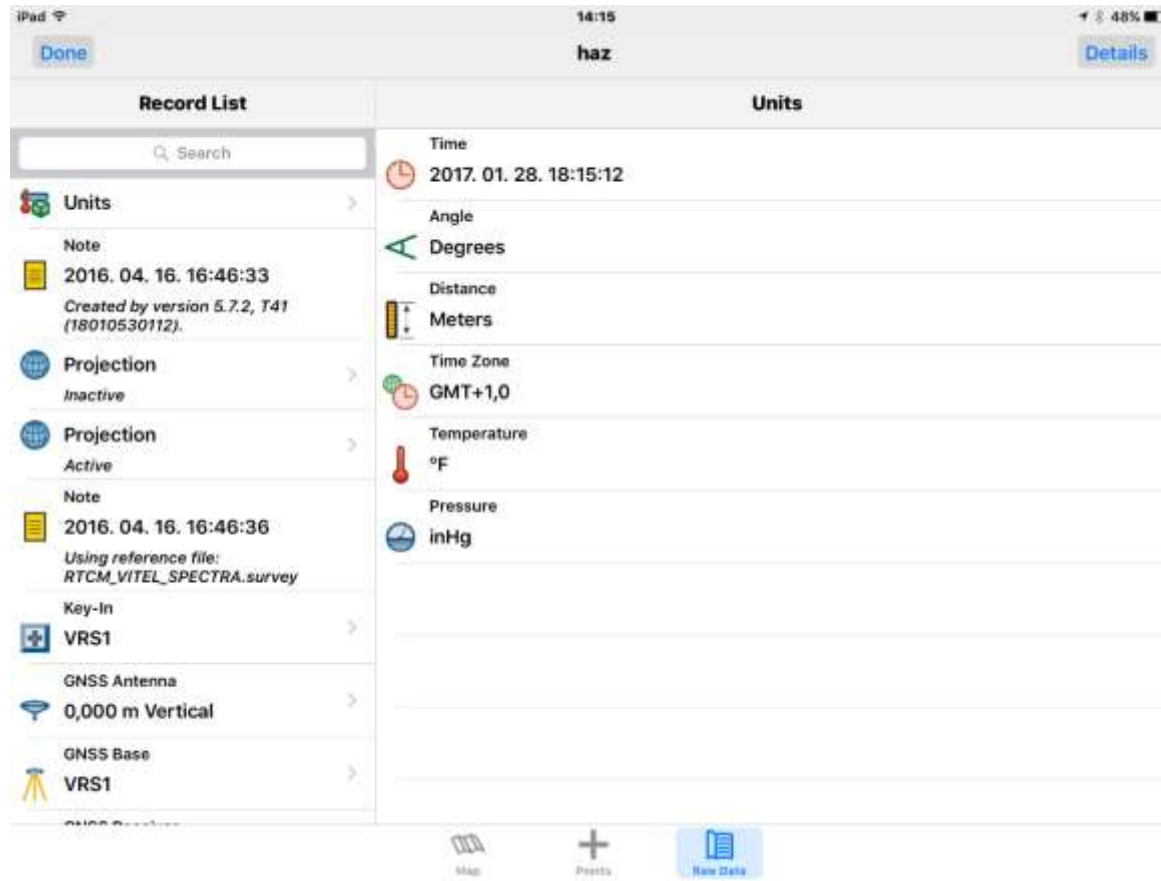 iPad
14:15
48%
Done
haz
Details
Record List
Search
Units
Note
2016. 04. 16. 16:46:33
Created by version 5.7.2, T41
(18010530112).
Projection
Inactive
Projection
Active
Note
2016. 04. 16. 16:46:36
Using reference file:
RTCM_VITEL_SPECTRA.survey
Key-In
VRS1
GNSS Antenna
0,000 m Vertical
GNSS Base
VRS1
Units
Time
2017. 01. 28. 18:15:12
Angle
Degrees
Distance
Meters
Time Zone
GMT+1,0
Temperature
°F
Pressure
inHg
Map
Points
Raw Data